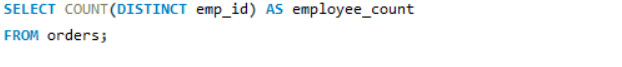 SELECT COUNT(DISTINCT emp_id) AS employee_count
FROM orders;